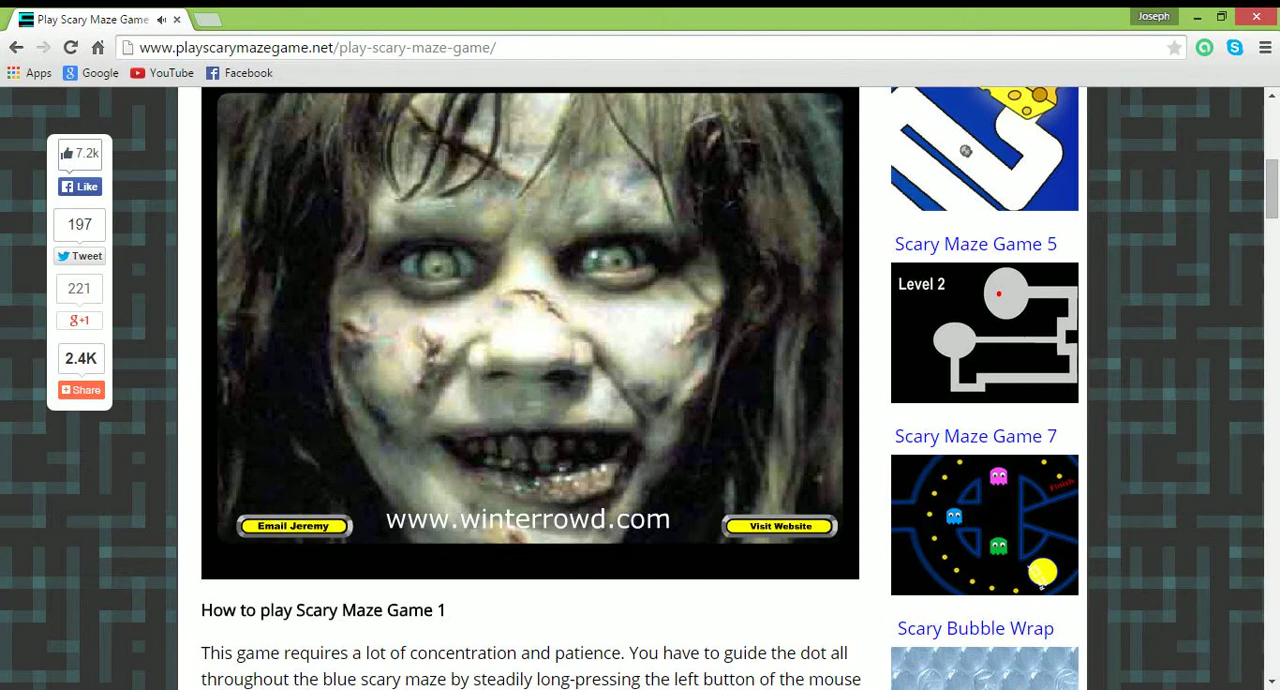 Play Scary Maze Game
Joseph
www.playscarymazegame.net/play-scary-maze-game/
Apps Google YouTube Facebook
7.2k
Like
197
Tweet
221
g+1
2.4K
Share
Email Jeremy
www.winterrowd.com
Visit Website
How to play Scary Maze Game 1
This game requires a lot of concentration and patience. You have to guide the dot all
throughout the blue scary maze by steadily long-pressing the left button of the mouse
Scary Maze Game 5
Level 2
Scary Maze Game 7
Finish
Scary Bubble Wrap